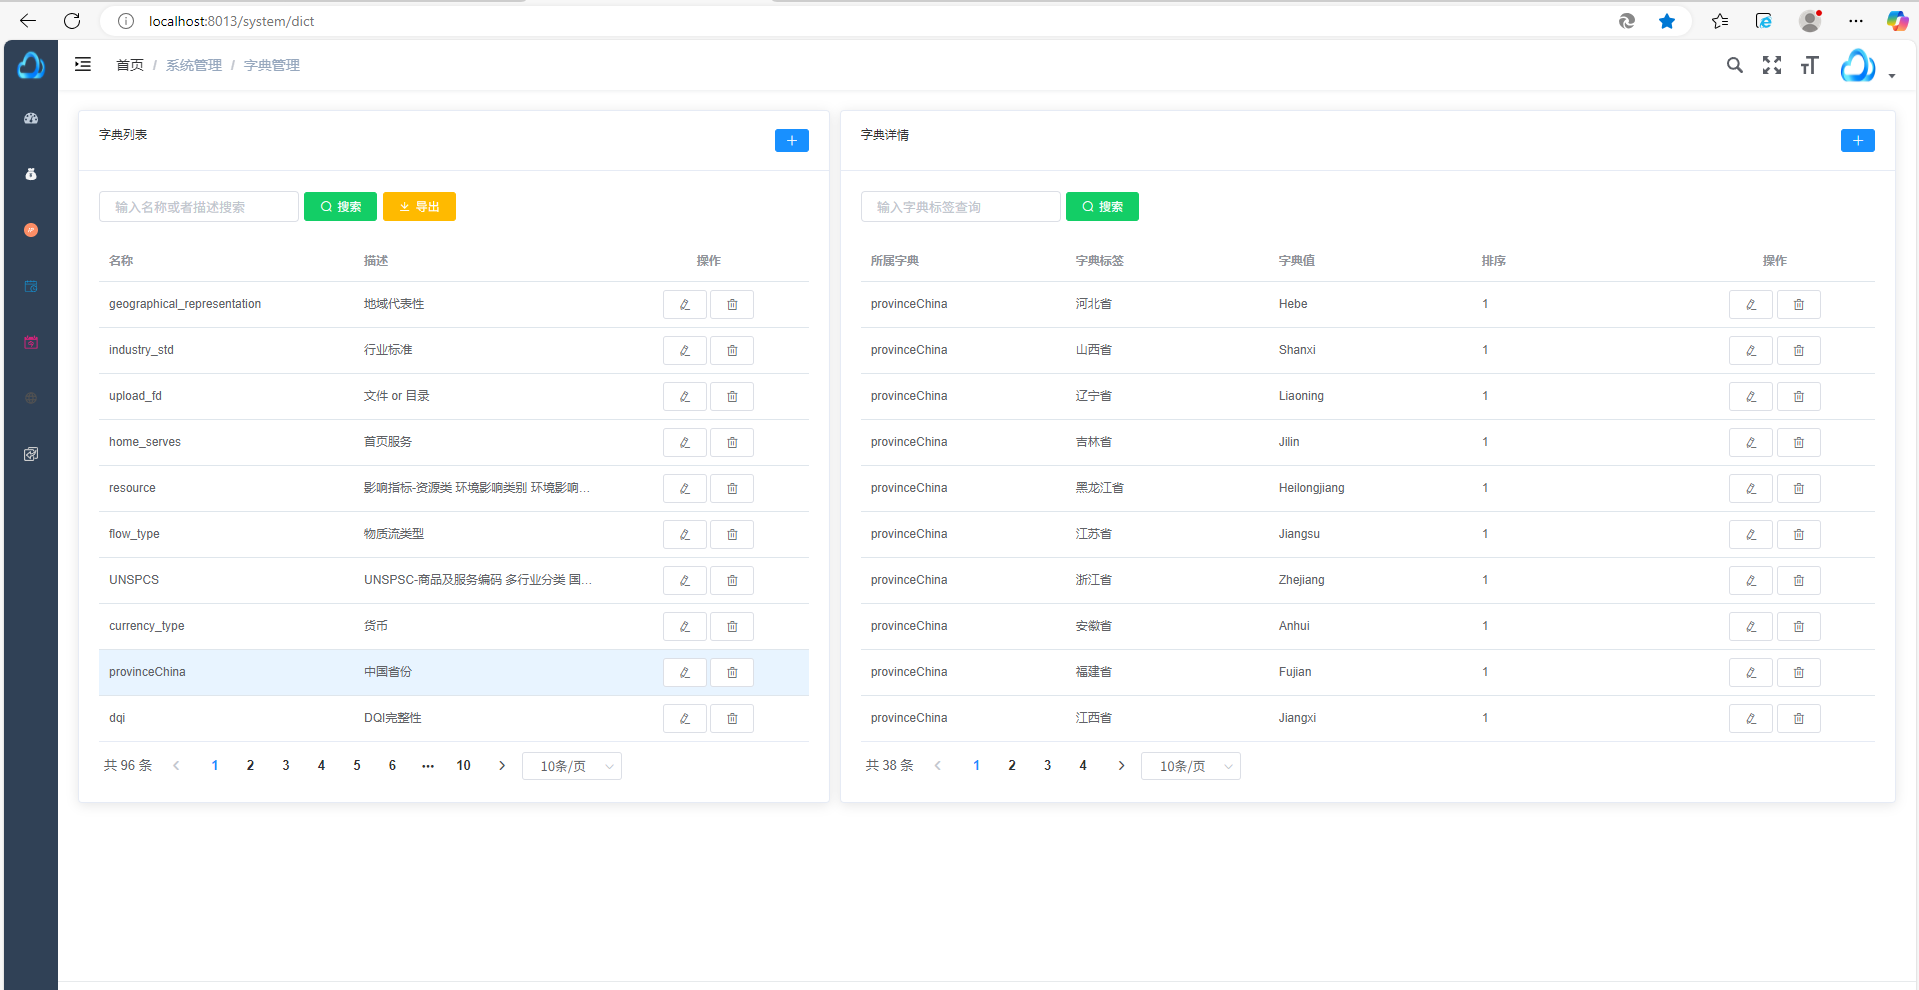 localhost:8013/system/dict
首页 / 系统管理 / 字典管理
字典列表
输入名称或者描述搜索 搜索 导出
名称 描述 操作
geographical_representation 地域代表性
industry_std 行业标准
upload_fd 文件 or 目录
home_serves 首页服务
resource 影响指标-资源类 环境影响类别 环境影响...
flow_type 物质流类型
UNSPCS UNSPSC-商品及服务编码 多行业分类 国...
currency_type 货币
provinceChina 中国省份
dqi DQI完整性
共 96 条 1 2 3 4 5 6 ••• 10 10条/页
字典详情
输入字典标签查询 搜索
所属字典 字典标签 字典值 排序 操作
provinceChina 河北省 Hebe 1
provinceChina 山西省 Shanxi 1
provinceChina 辽宁省 Liaoning 1
provinceChina 吉林省 Jilin 1
provinceChina 黑龙江省 Heilongjiang 1
provinceChina 江苏省 Jiangsu 1
provinceChina 浙江省 Zhejiang 1
provinceChina 安徽省 Anhui 1
provinceChina 福建省 Fujian 1
provinceChina 江西省 Jiangxi 1
共 38 条 1 2 3 4 10条/页